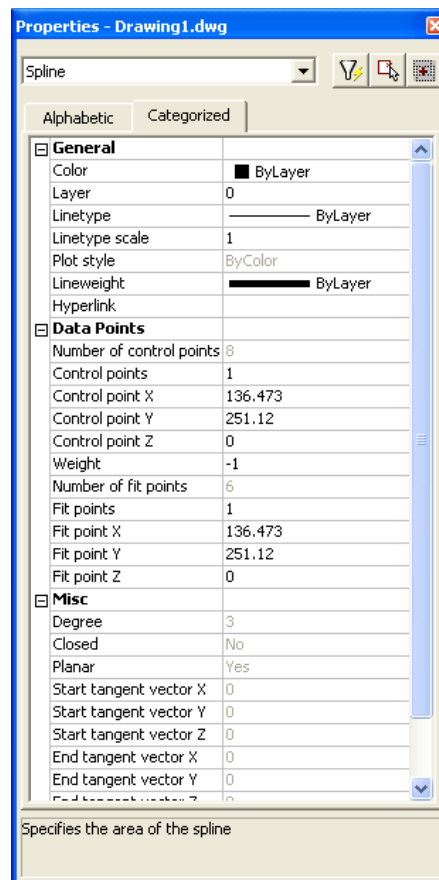 Properties - Drawing1.dwg
Spline
Alphabetic Categorized
General
Color ByLayer
Layer 0
Linetype ByLayer
Linetype scale 1
Plot style ByColor
Lineweight ByLayer
Hyperlink
Data Points
Number of control points 8
Control points 1
Control point X 136.473
Control point Y 251.12
Control point Z 0
Weight -1
Number of fit points 6
Fit points 1
Fit point X 136.473
Fit point Y 251.12
Fit point Z 0
Misc
Degree 3
Closed No
Planar Yes
Start tangent vector X 0
Start tangent vector Y 0
Start tangent vector Z 0
End tangent vector X 0
End tangent vector Y 0
End tangent vector Z 0
Specifies the area of the spline